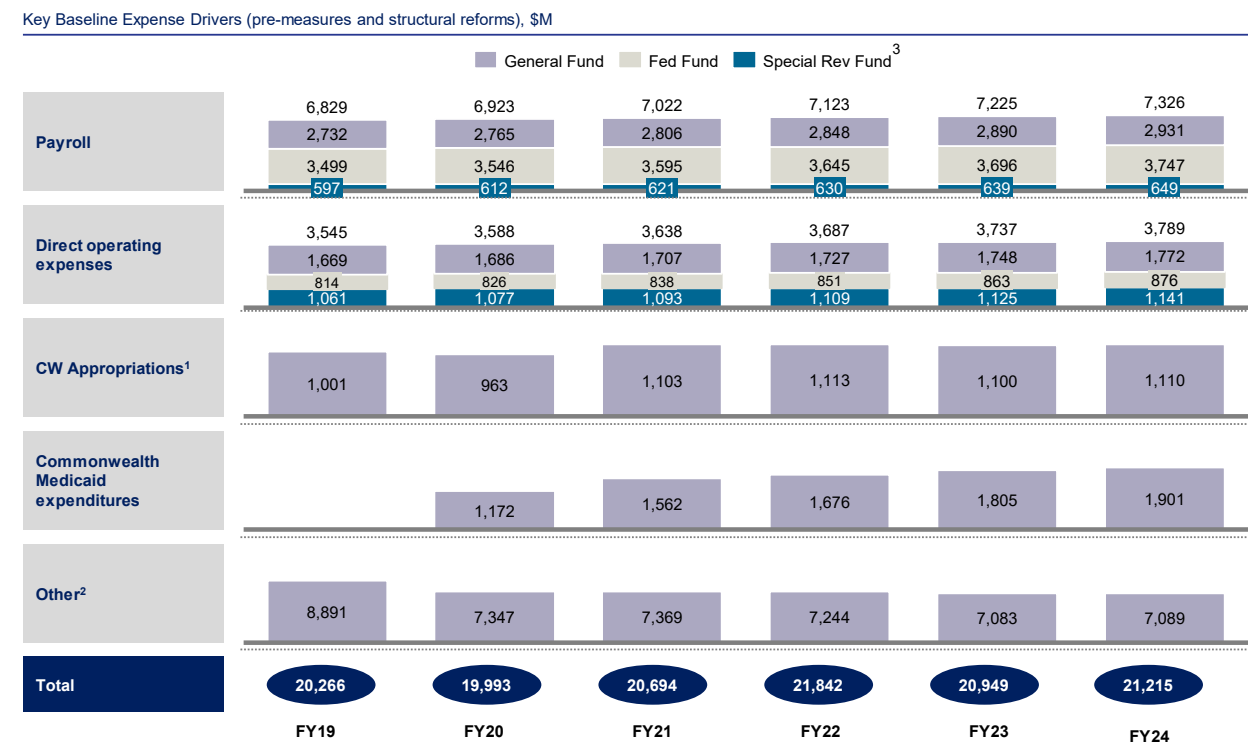 Key Baseline Expense Drivers (pre-measures and structural reforms), $M
General Fund Fed Fund Special Rev Fund3
Payroll
6,829 6,923 7,022 7,123 7,225 7,326
2,732 2,765 2,806 2,848 2,890 2,931
3,499 3,546 3,595 3,645 3,696 3,747
597 612 621 630 639 649
Direct operating
expenses
3,545 3,588 3,638 3,687 3,737 3,789
1,669 1,686 1,707 1,727 1,748 1,772
814 826 838 851 863 876
1,061 1,077 1,093 1,109 1,125 1,141
CW Appropriations1
1,001 963 1,103 1,113 1,100 1,110
Commonwealth
Medicaid
expenditures
1,172 1,562 1,676 1,805 1,901
Other2
8,891 7,347 7,369 7,244 7,083 7,089
Total
20,266 19,993 20,694 21,842 20,949 21,215
FY19 FY20 FY21 FY22 FY23 FY24